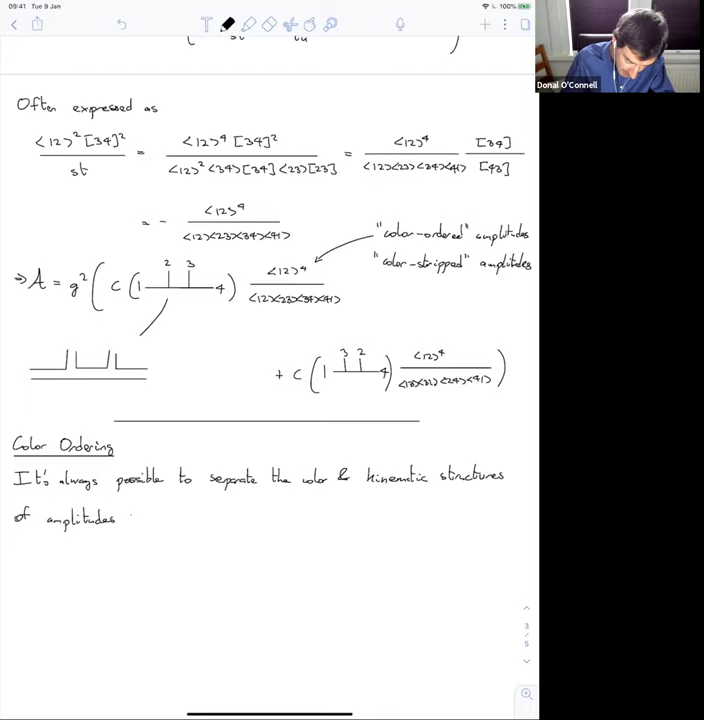 09:41 Tue 9 Jan
100%
Donal O'Connell
Often expressed as
<12>² [34]² / st = <12>⁴ [34]² / <12>² <34>[34] <23>[23] = <12>⁴ / <12><23><34><41> [34] / [43]
= - <12>⁴ / <12><23><34><41>
"color-ordered" amplitudes
"color-stripped" amplitudes
⇒ A = g² ( C ( 1 2 3 4 ) <12>⁴ / <12><23><34><41>
+ C ( 1 3 2 4 ) <12>⁴ / <13><32><24><41> )
Color Ordering
It's always possible to separate the color & kinematic structures
of amplitudes
3
/
5